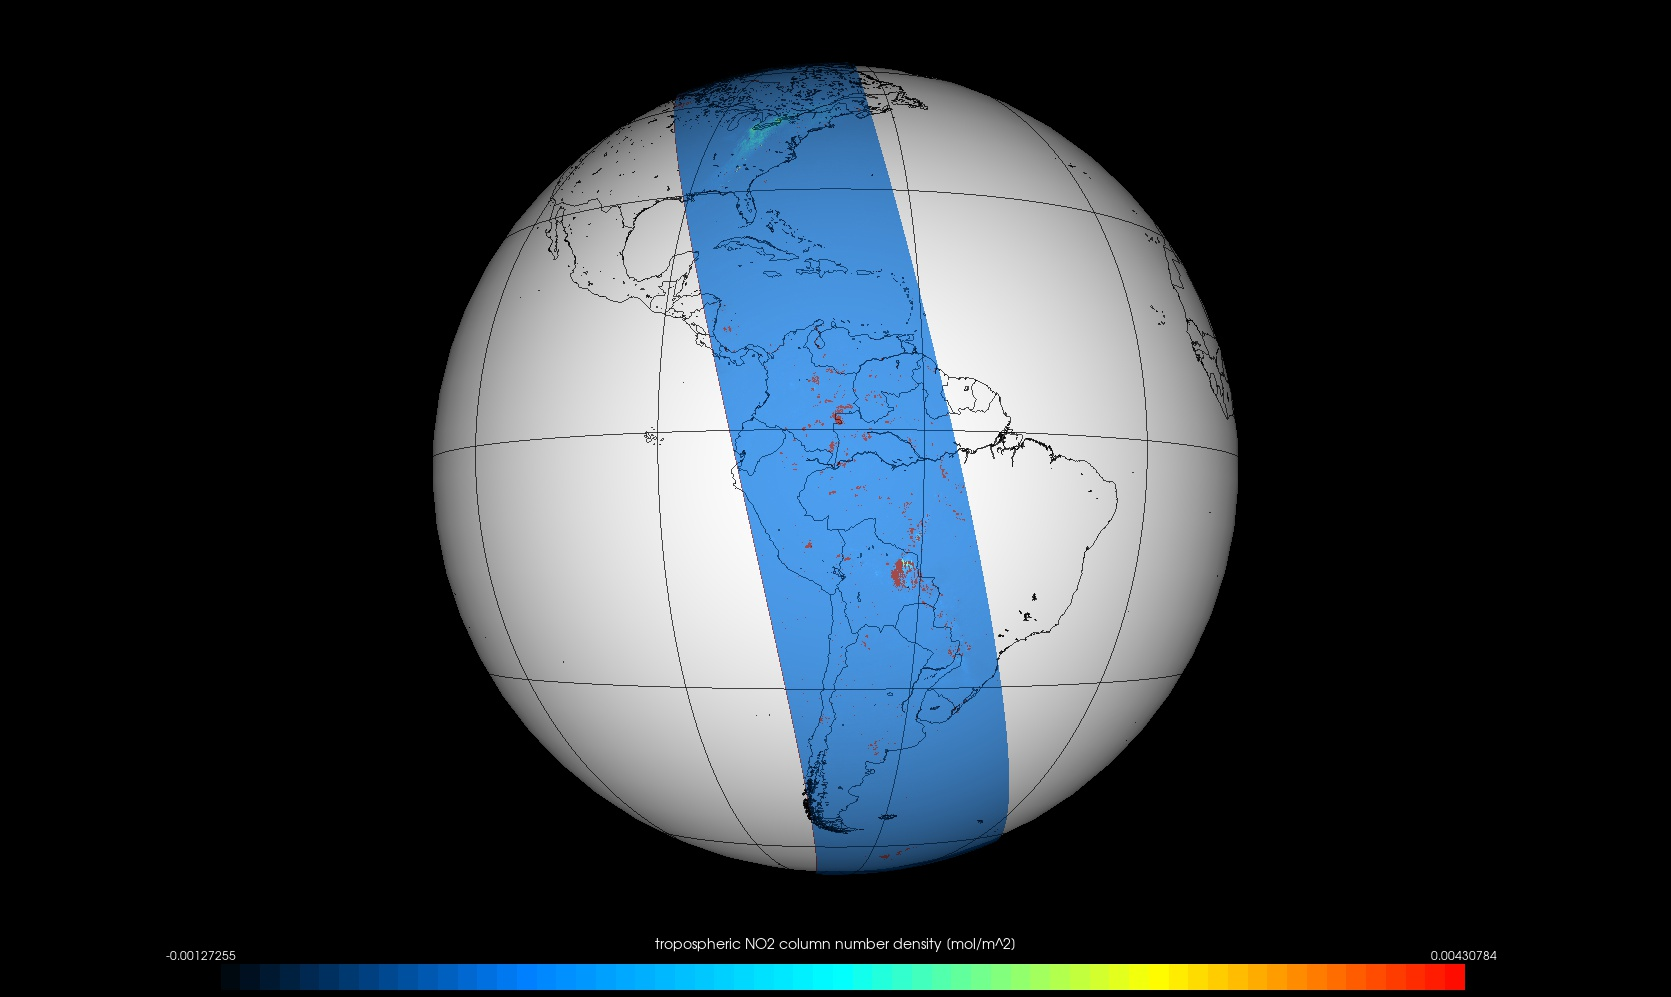 tropospheric NO2 column number density [mol/m^2]
-0.00127255 0.00430784